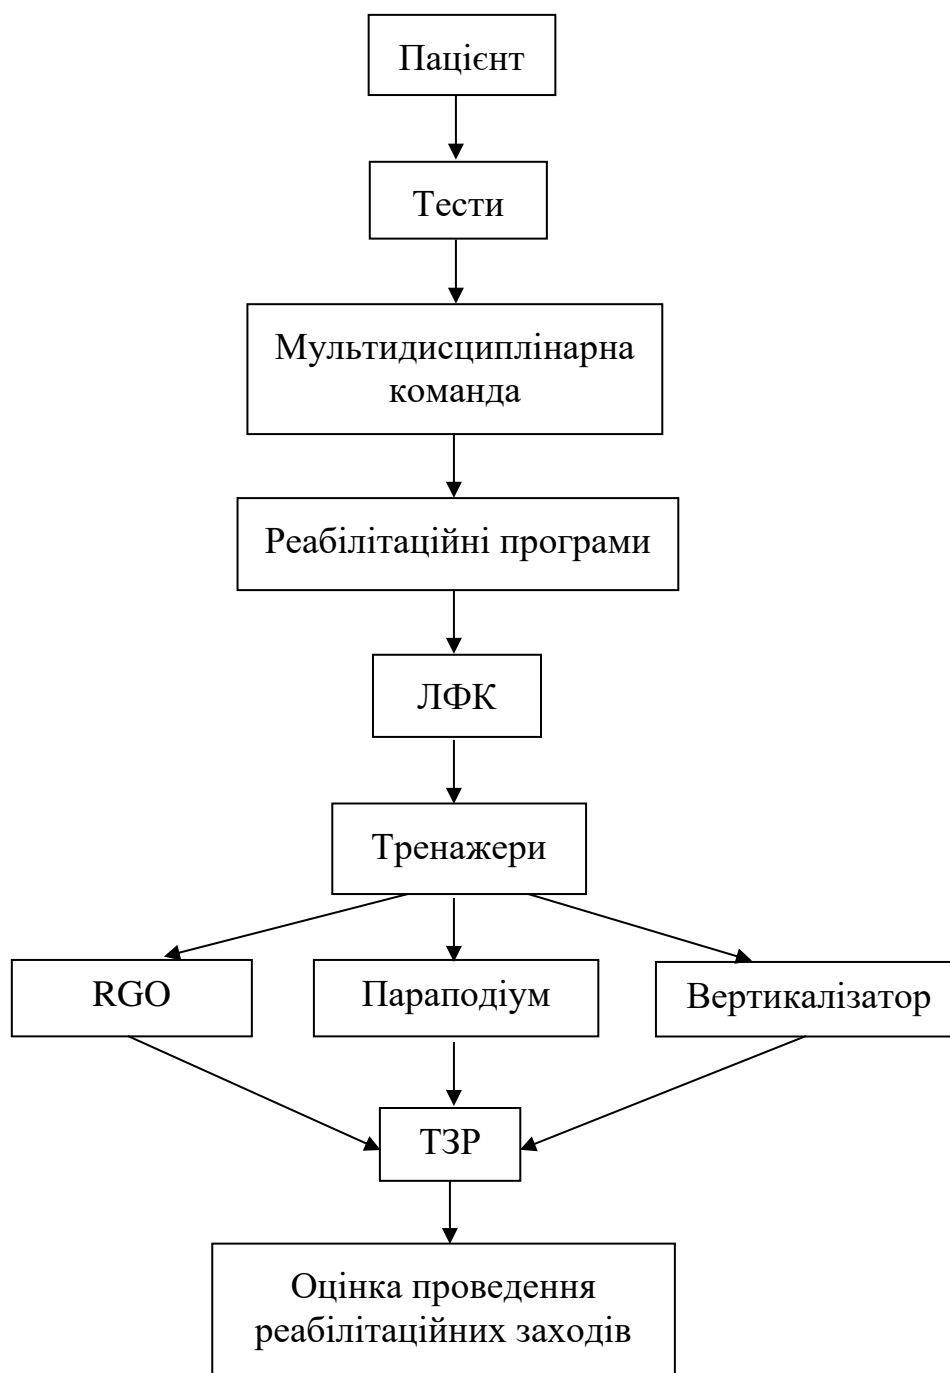 Пацієнт
Тести
Мультидисциплінарна
команда
Реабілітаційні програми
ЛФК
Тренажери
RGO
Параподіум
Вертикалізатор
ТЗР
Оцінка проведення
реабілітаційних заходів